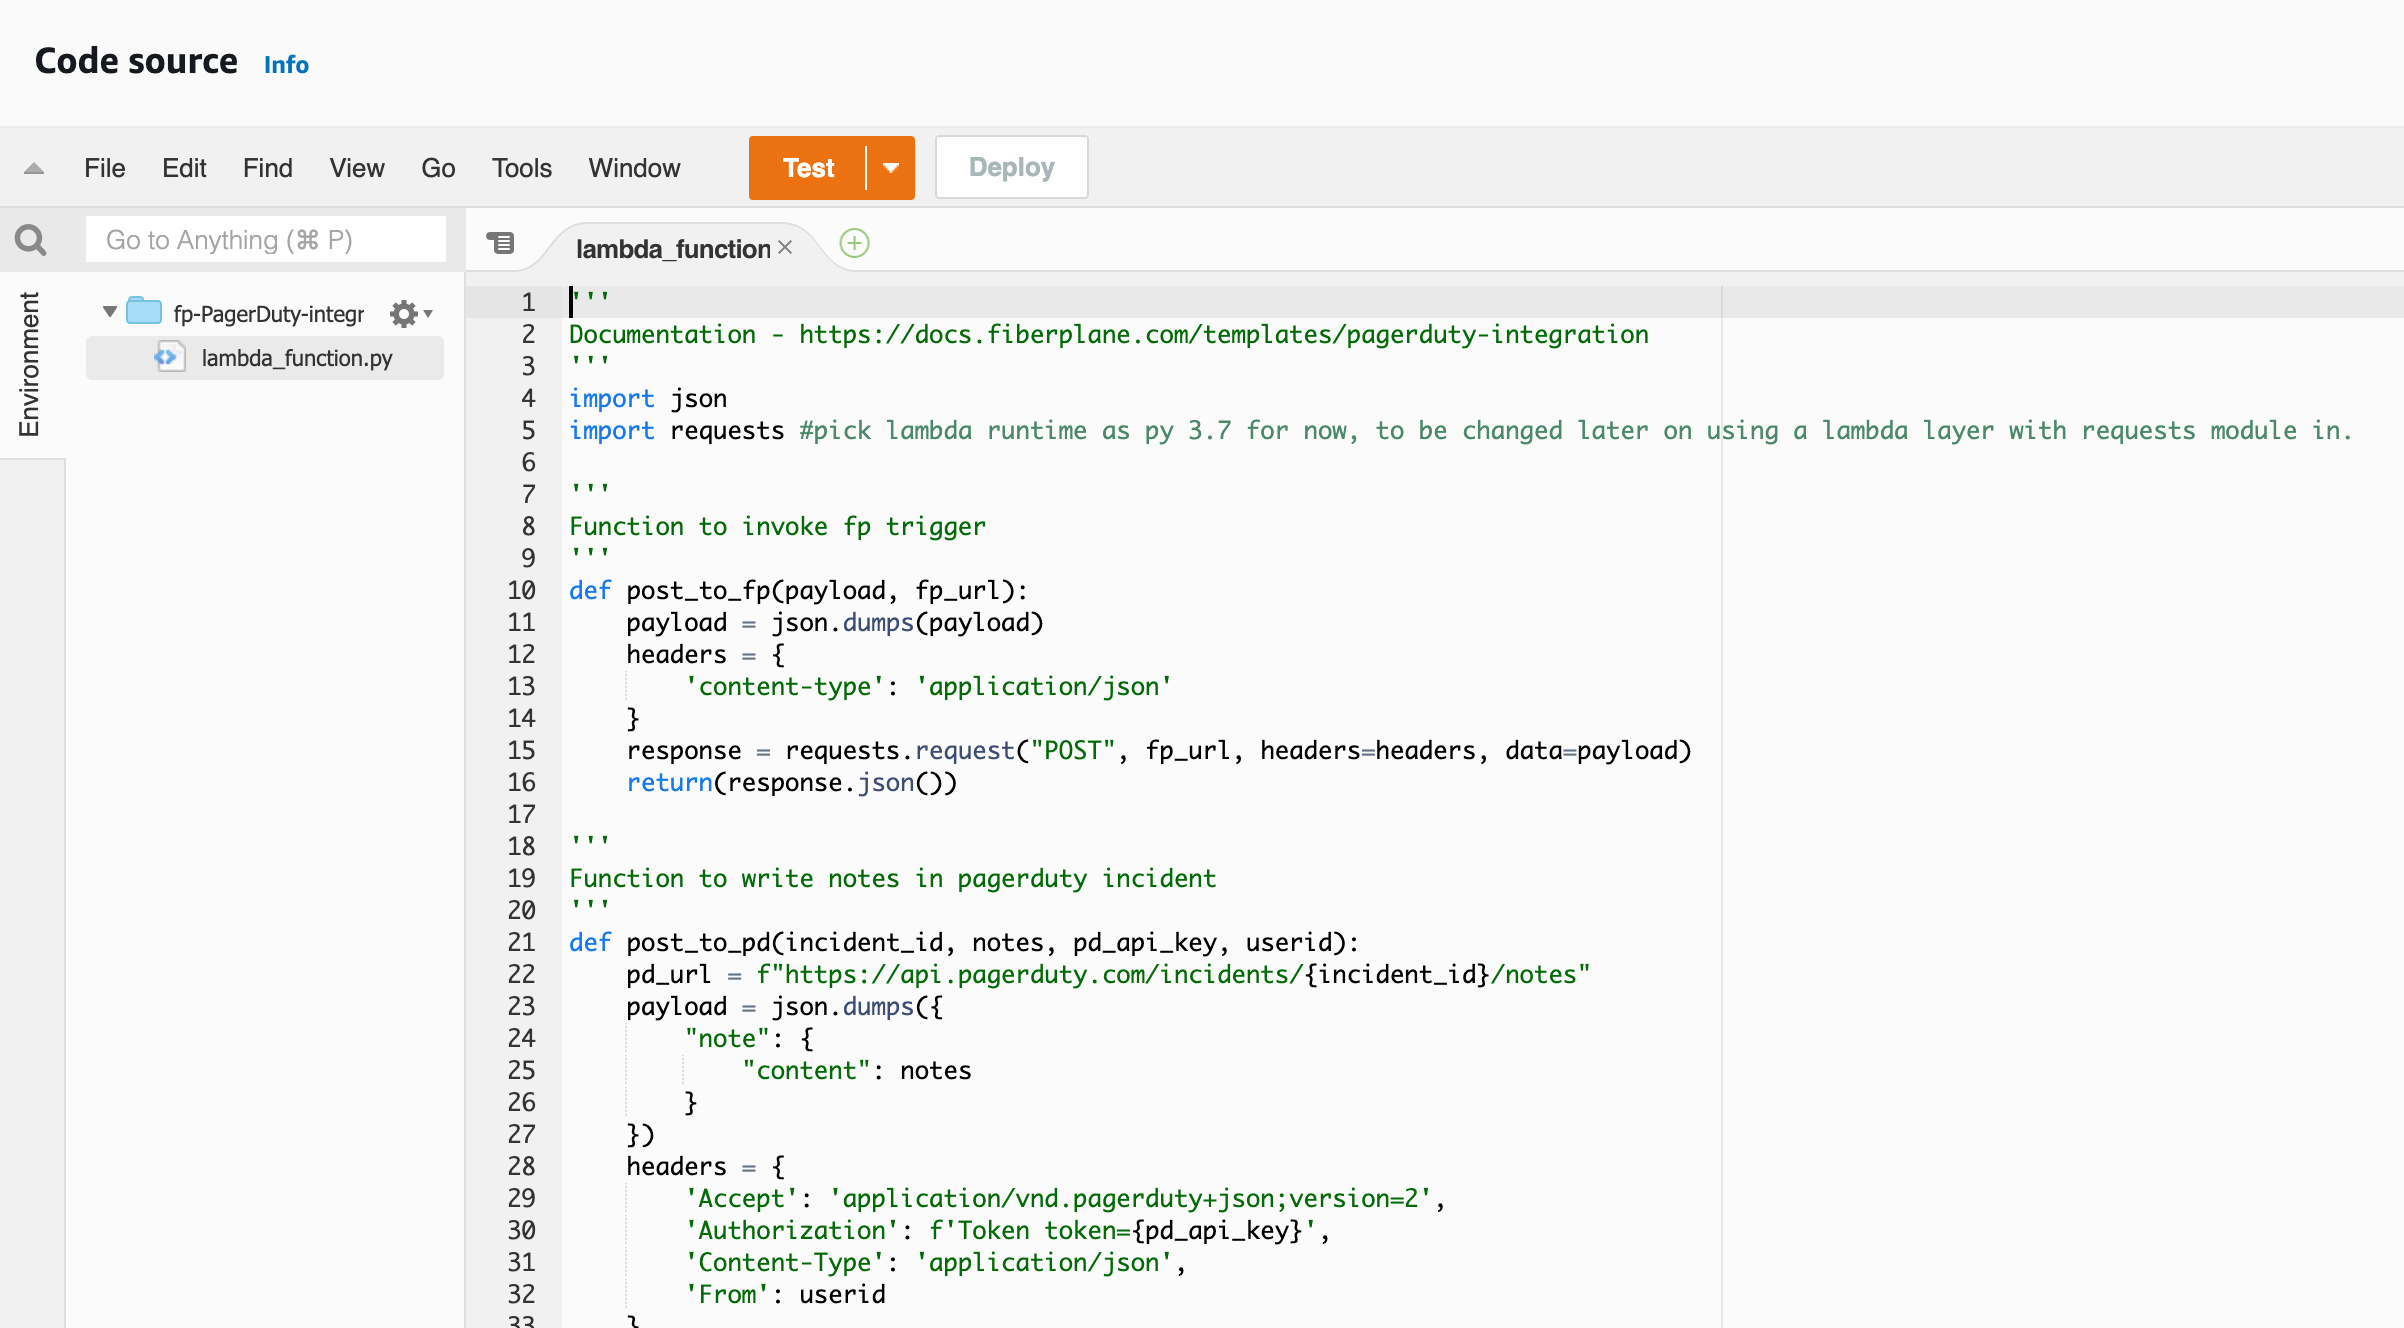 Code source Info
File Edit Find View Go Tools Window Test Deploy
Go to Anything (⌘ P)
lambda_function
Environment
fp-PagerDuty-integr
lambda_function.py
1 '''
2 Documentation - https://docs.fiberplane.com/templates/pagerduty-integration
3 '''
4 import json
5 import requests #pick lambda runtime as py 3.7 for now, to be changed later on using a lambda layer with requests module in.
6
7 '''
8 Function to invoke fp trigger
9 '''
10 def post_to_fp(payload, fp_url):
11     payload = json.dumps(payload)
12     headers = {
13         'content-type': 'application/json'
14     }
15     response = requests.request("POST", fp_url, headers=headers, data=payload)
16     return(response.json())
17
18 '''
19 Function to write notes in pagerduty incident
20 '''
21 def post_to_pd(incident_id, notes, pd_api_key, userid):
22     pd_url = f"https://api.pagerduty.com/incidents/{incident_id}/notes"
23     payload = json.dumps({
24         "note": {
25             "content": notes
26         }
27     })
28     headers = {
29         'Accept': 'application/vnd.pagerduty+json;version=2',
30         'Authorization': f'Token token={pd_api_key}',
31         'Content-Type': 'application/json',
32         'From': userid
33     }